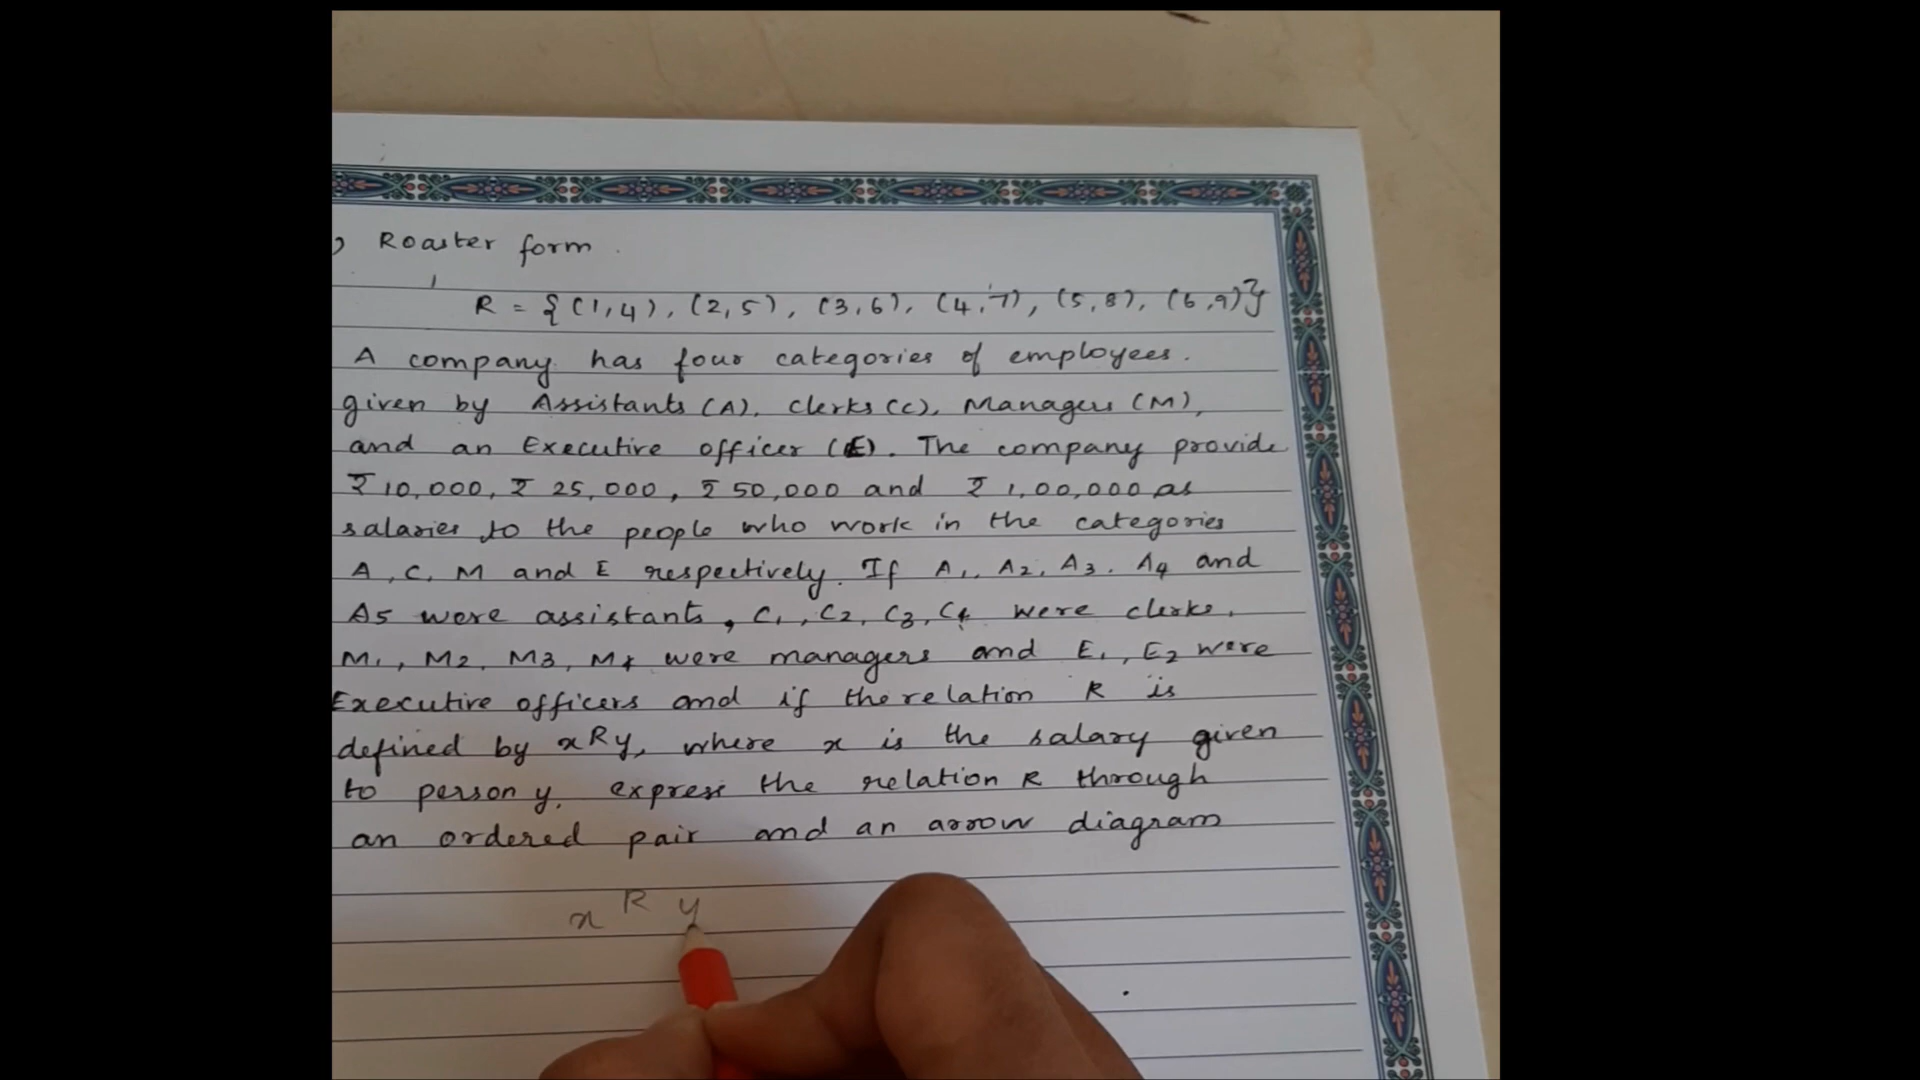 ) Roaster form.
R = {(1,4), (2,5), (3,6), (4,7), (5,8), (6,9)}
A company has four categories of employees.
given by Assistants (A), clerks (C), Managers (M),
and an Executive officer (E). The company provide
₹ 10,000, ₹ 25,000, ₹ 50,000 and ₹ 1,00,000 as
salaries to the people who work in the categories
A, C, M and E respectively. If A1, A2, A3, A4 and
A5 were assistants, C1, C2, C3, C4 were clerks,
M1, M2, M3, M4 were managers and E1, E2 were
Executive officers and if the relation R is
defined by xRy, where x is the salary given
to person y, express the relation R through
an ordered pair and an arrow diagram
x R y